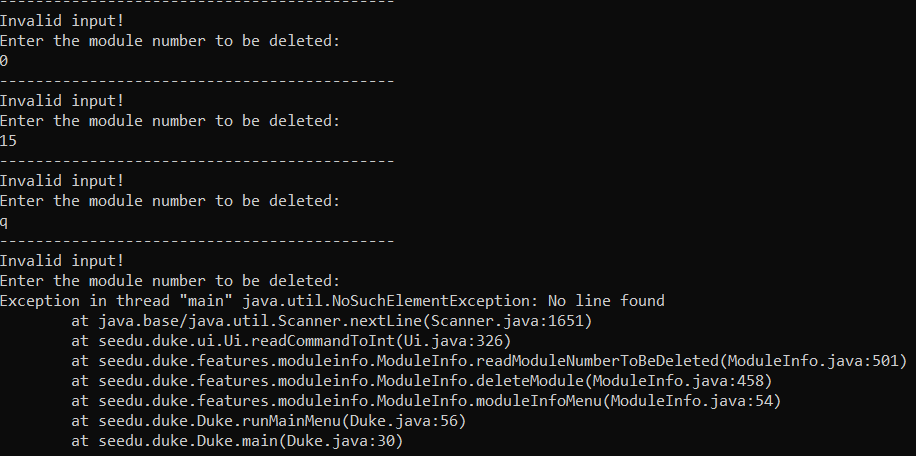 --------------------------------------------
Invalid input!
Enter the module number to be deleted:
0
--------------------------------------------
Invalid input!
Enter the module number to be deleted:
15
--------------------------------------------
Invalid input!
Enter the module number to be deleted:
q
--------------------------------------------
Invalid input!
Enter the module number to be deleted:
Exception in thread "main" java.util.NoSuchElementException: No line found
        at java.base/java.util.Scanner.nextLine(Scanner.java:1651)
        at seedu.duke.ui.Ui.readCommandToInt(Ui.java:326)
        at seedu.duke.features.moduleinfo.ModuleInfo.readModuleNumberToBeDeleted(ModuleInfo.java:501)
        at seedu.duke.features.moduleinfo.ModuleInfo.deleteModule(ModuleInfo.java:458)
        at seedu.duke.features.moduleinfo.ModuleInfo.moduleInfoMenu(ModuleInfo.java:54)
        at seedu.duke.Duke.runMainMenu(Duke.java:56)
        at seedu.duke.Duke.main(Duke.java:30)